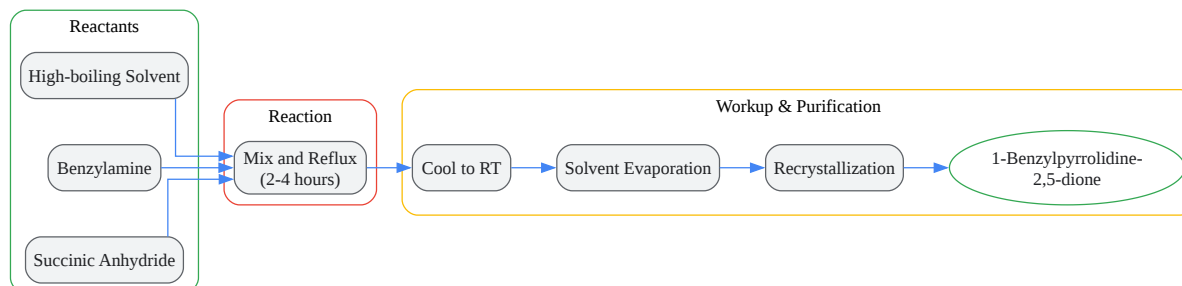 Reactants
High-boiling Solvent
Benzylamine
Succinic Anhydride
Reaction
Mix and Reflux
(2-4 hours)
Workup & Purification
Cool to RT
Solvent Evaporation
Recrystallization
1-Benzylpyrrolidine-
2,5-dione